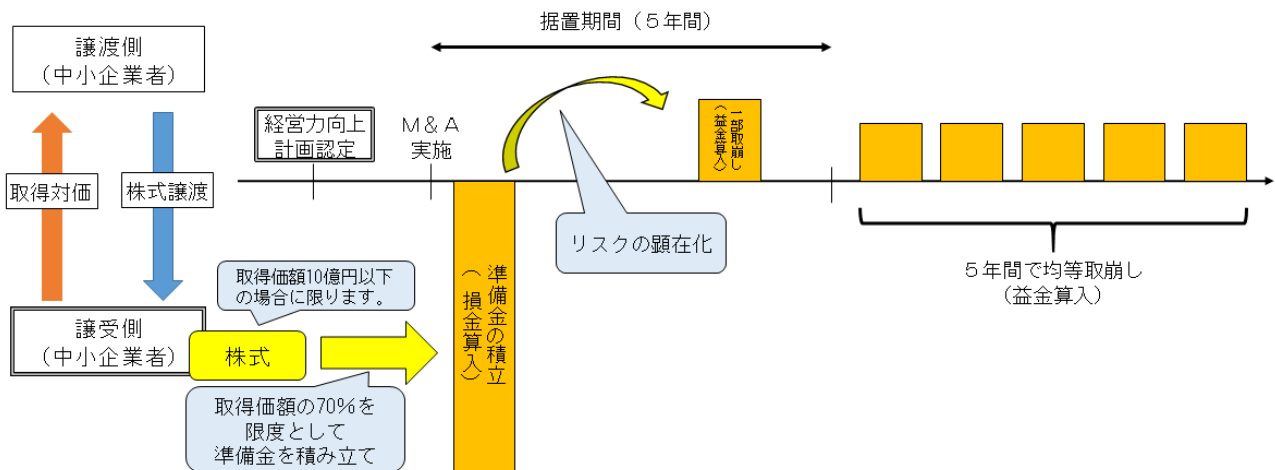 据置期間（５年間）
譲渡側
（中小企業者）
経営力向上
計画認定
Ｍ＆Ａ
実施
一部取崩し
（益金算入）
取得対価
株式譲渡
リスクの顕在化
取得価額10億円以下
の場合に限ります。
準備金の積立
（損金算入）
５年間で均等取崩し
（益金算入）
譲受側
（中小企業者）
株式
取得価額の70％を
限度として
準備金を積み立て